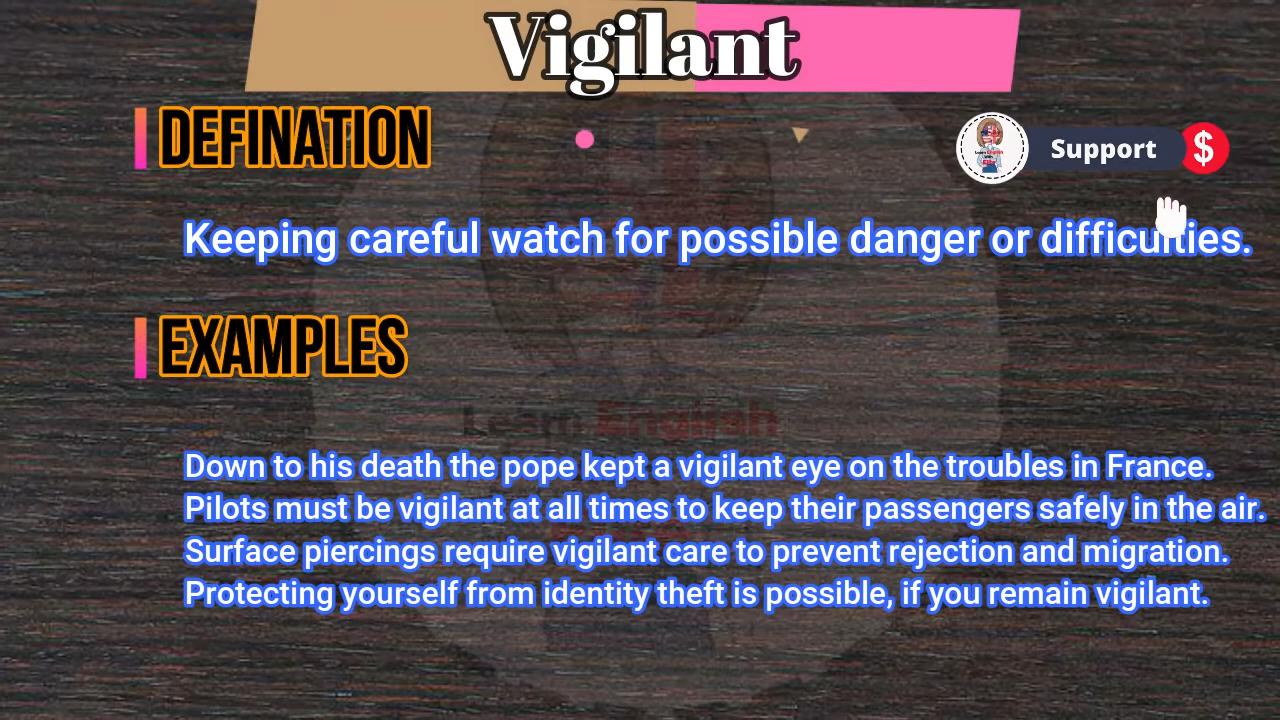 Vigilant
DEFINATION
Support
$
Keeping careful watch for possible danger or difficulties.
EXAMPLES
Learn English
Down to his death the pope kept a vigilant eye on the troubles in France.
Pilots must be vigilant at all times to keep their passengers safely in the air.
Surface piercings require vigilant care to prevent rejection and migration.
Protecting yourself from identity theft is possible, if you remain vigilant.